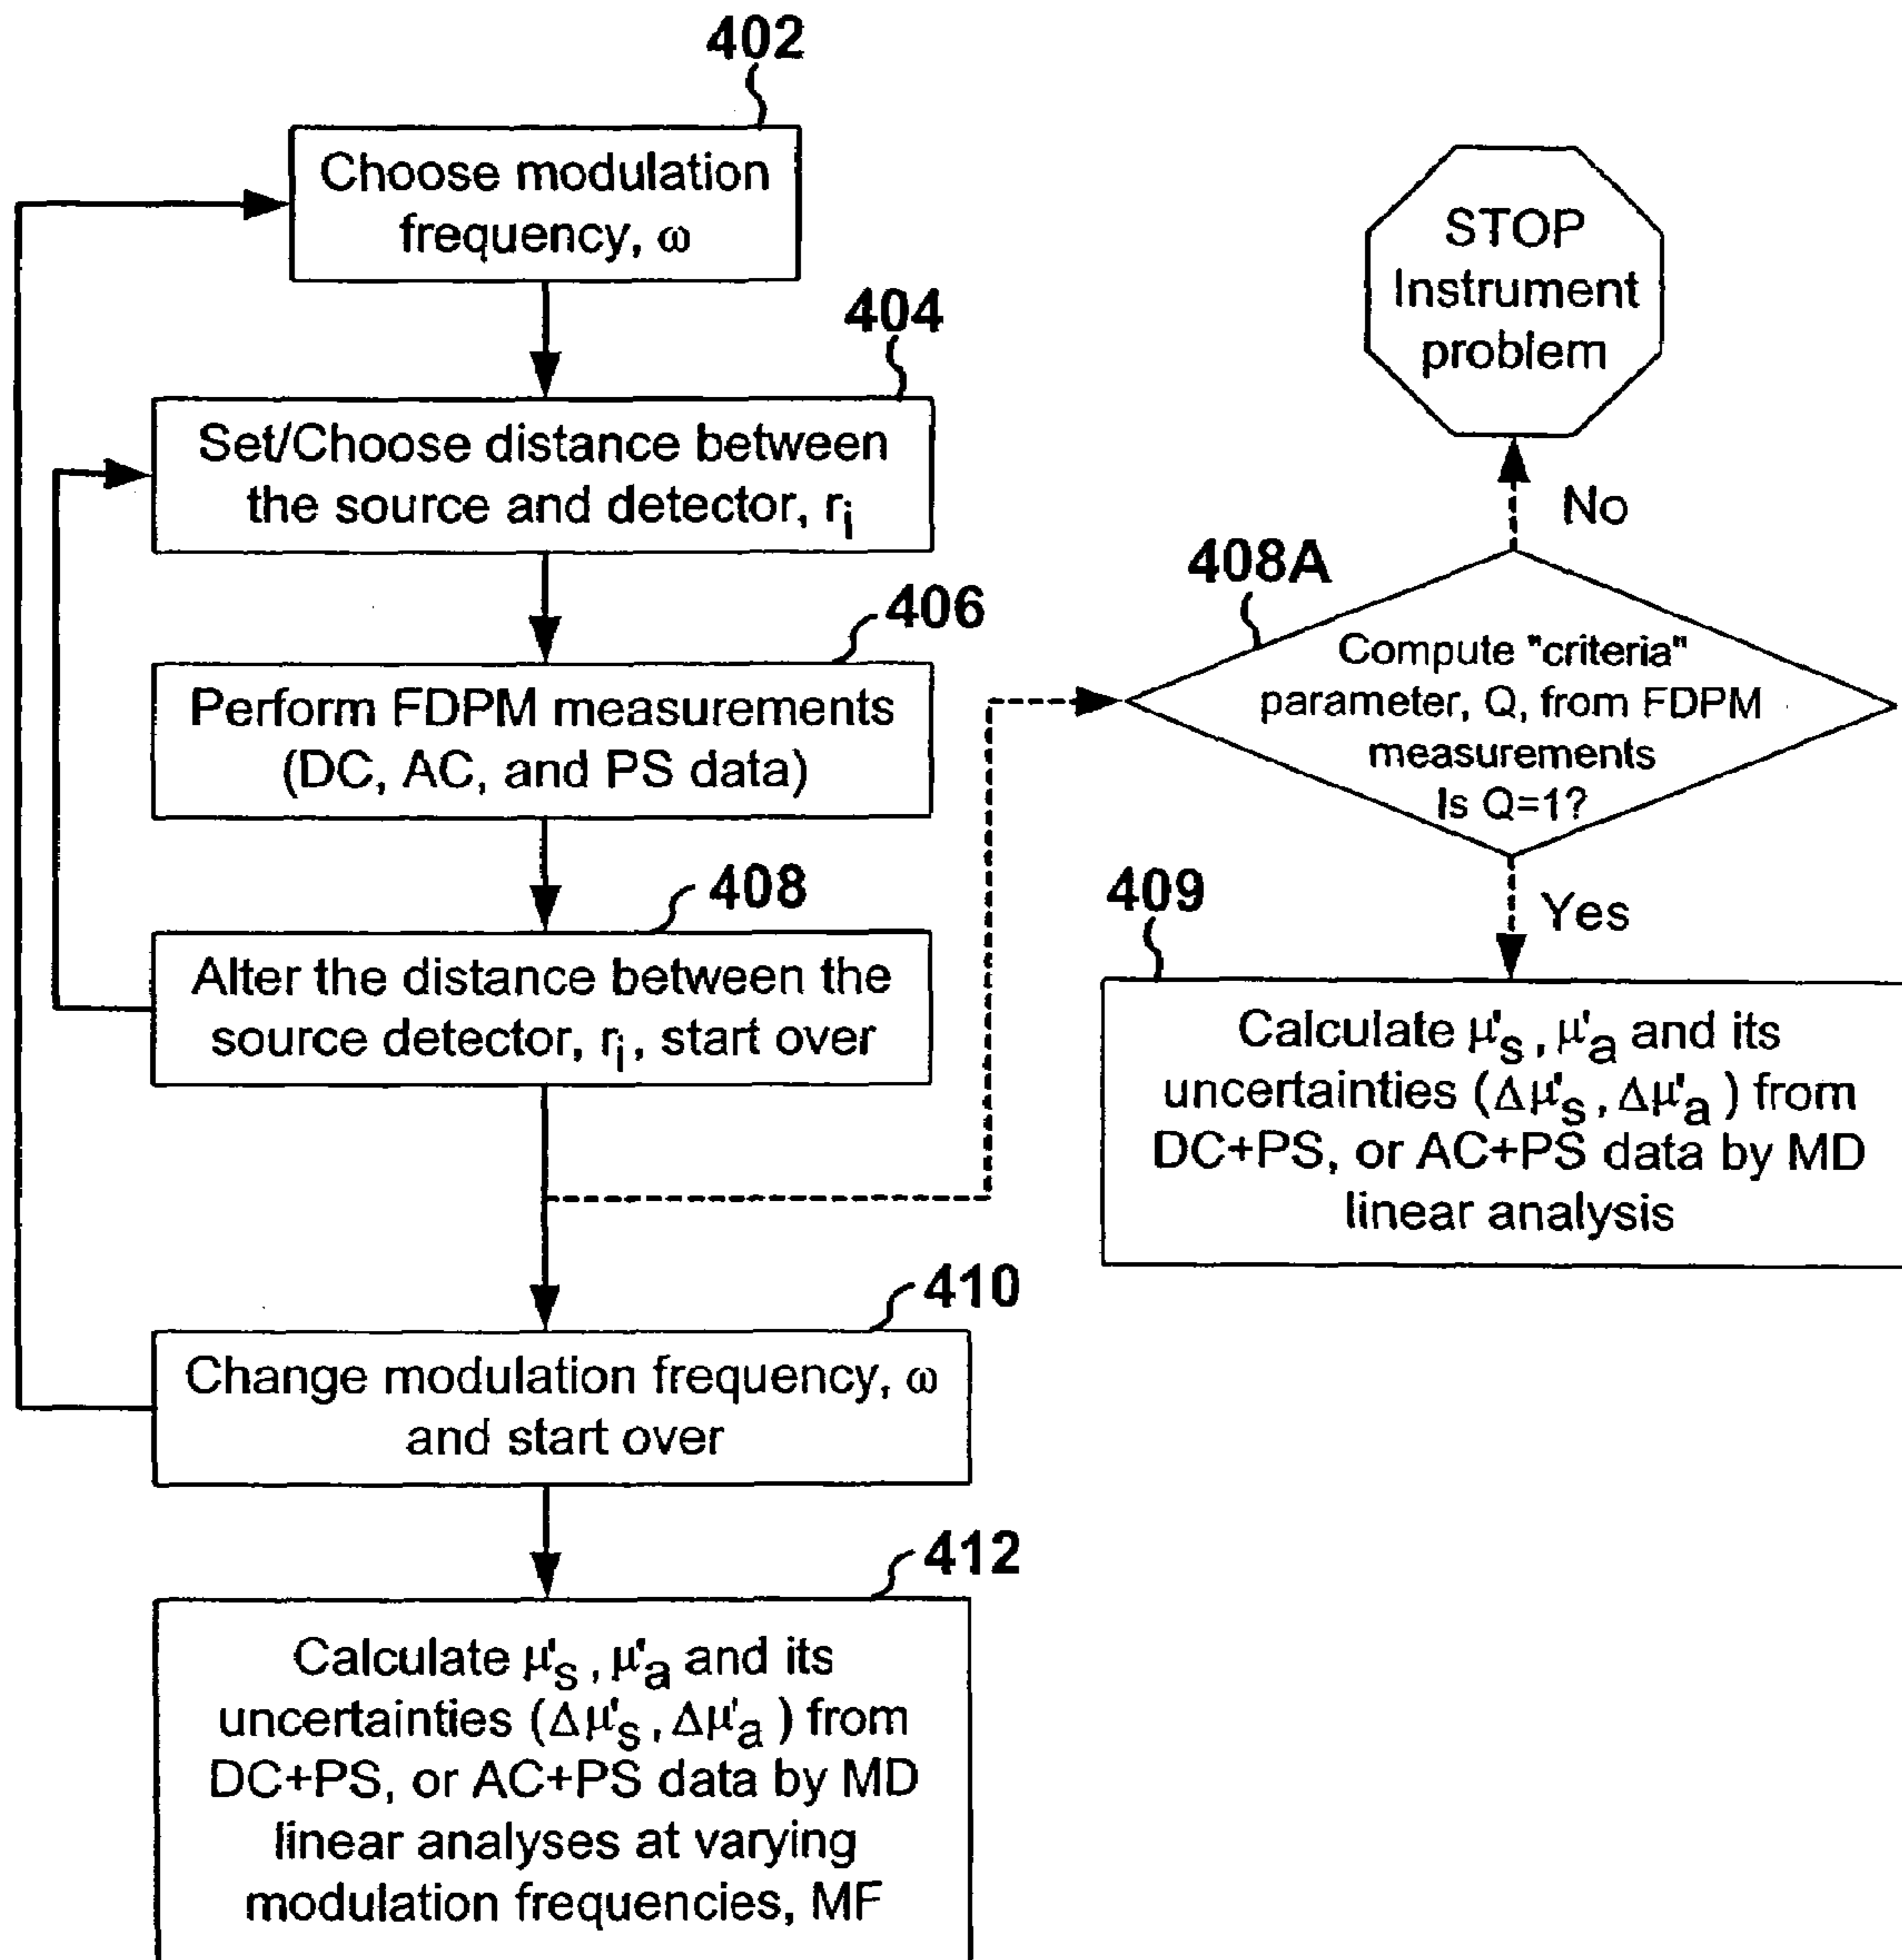 402
Choose modulation
frequency, ω
404
Set/Choose distance between
the source and detector, ri
406
Perform FDPM measurements
(DC, AC, and PS data)
408
Alter the distance between the
source detector, ri, start over
410
Change modulation frequency, ω
and start over
412
Calculate μ's, μ'a and its
uncertainties (Δμ's, Δμ'a) from
DC+PS, or AC+PS data by MD
linear analyses at varying
modulation frequencies, MF
STOP
Instrument
problem
No
408A
Compute "criteria"
parameter, Q, from FDPM
measurements
Is Q=1?
Yes
409
Calculate μ's, μ'a and its
uncertainties (Δμ's, Δμ'a) from
DC+PS, or AC+PS data by MD
linear analysis